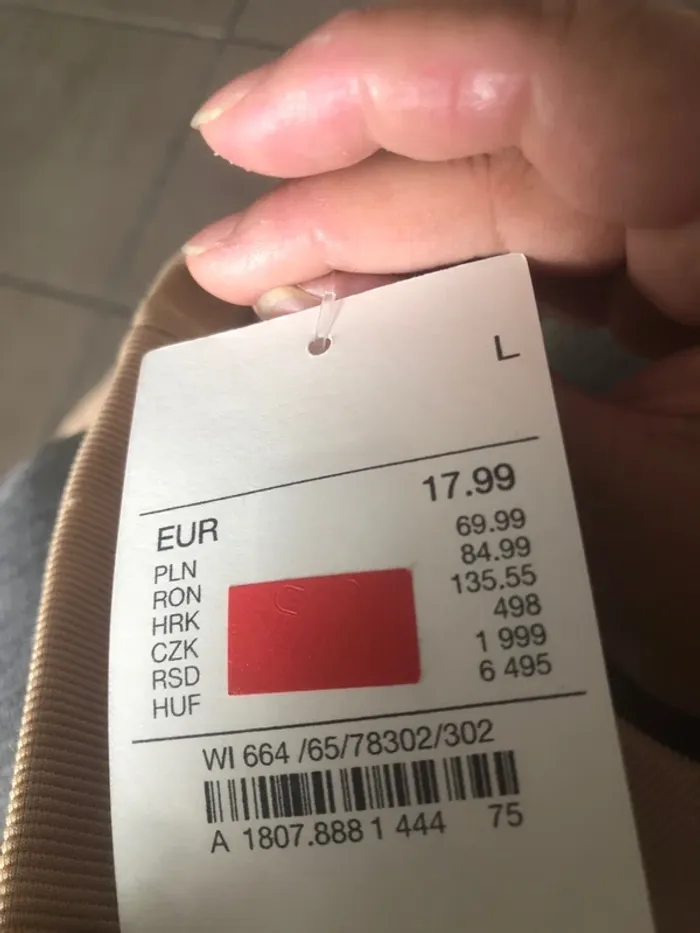 L
EUR 17.99
PLN 69.99
RON 84.99
HRK 135.55
CZK 498
RSD 1 999
HUF 6 495
WI 664 /65/78302/302
A 1807.888 1 444 75